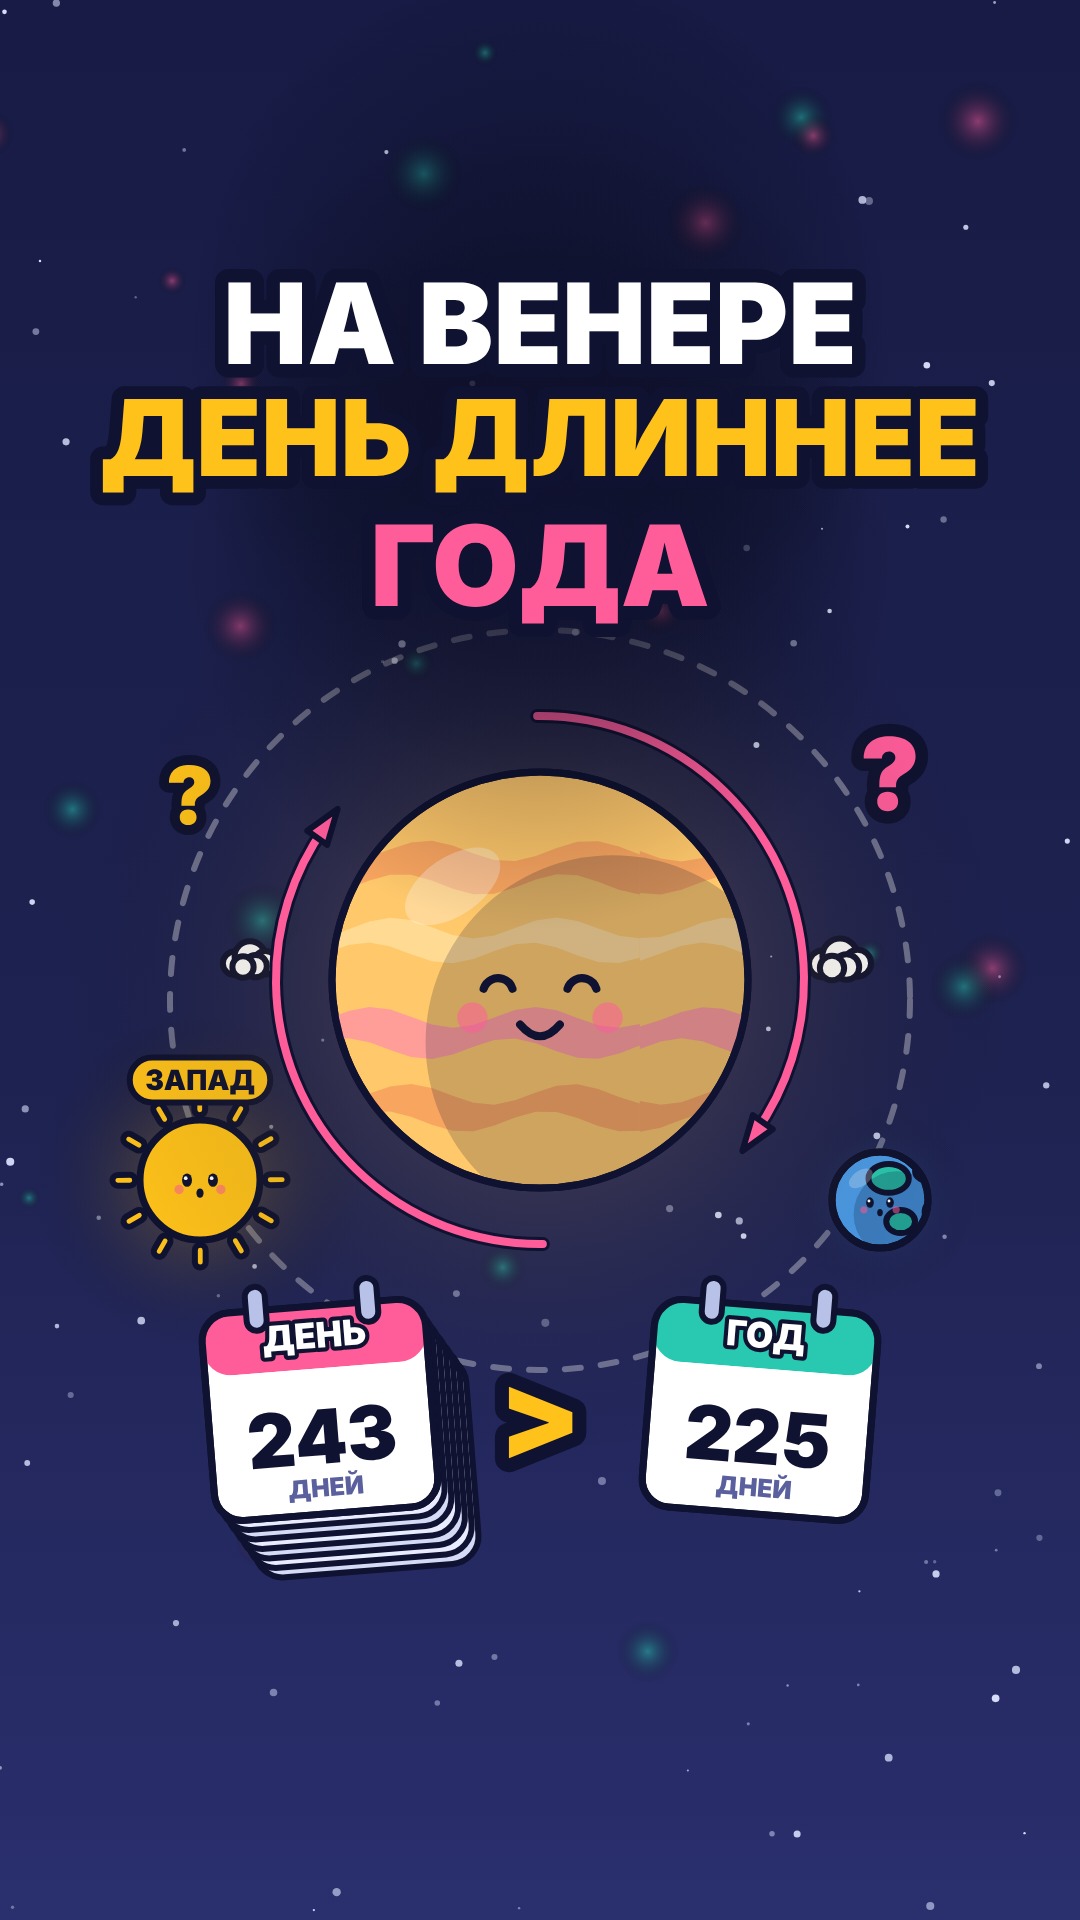 НА ВЕНЕРЕ
ДЕНЬ ДЛИННЕЕ
ГОДА
?
?
ЗАПАД
ДЕНЬ
243
ДНЕЙ
>
ГОД
225
ДНЕЙ